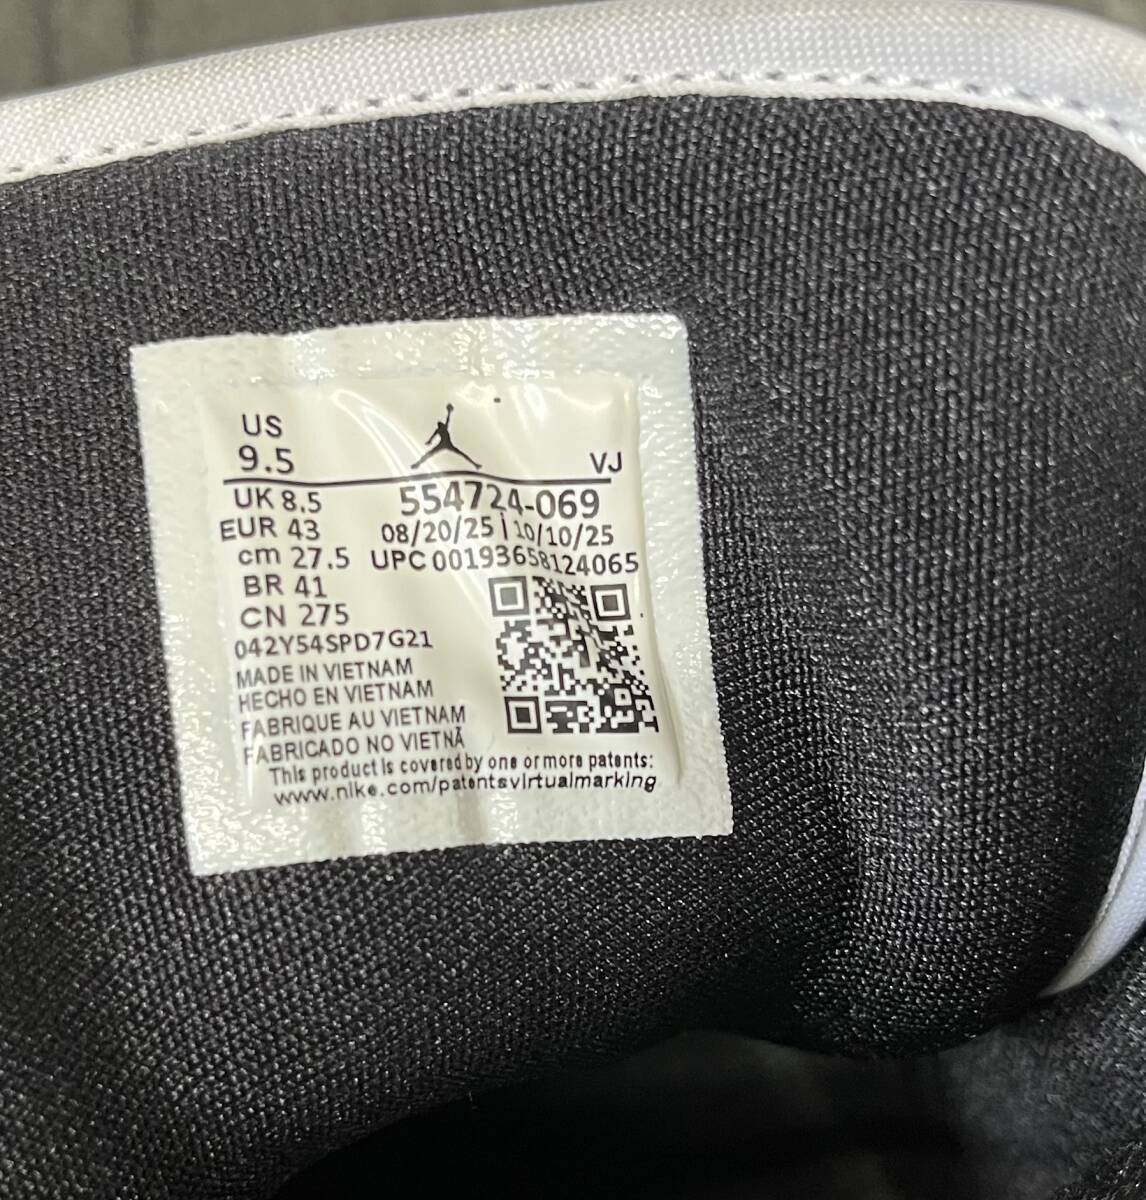 US
9.5
VJ
UK 8.5
554724-069
EUR 43
08/20/25 | 10/10/25
cm 27.5
UPC 00193658124065
BR 41
CN 275
042Y54SPD7G21
MADE IN VIETNAM
HECHO EN VIETNAM
FABRIQUE AU VIETNAM
FABRICADO NO VIETNÃ
This product is covered by one or more patents:
www.nike.com/patentsvirtualmarking